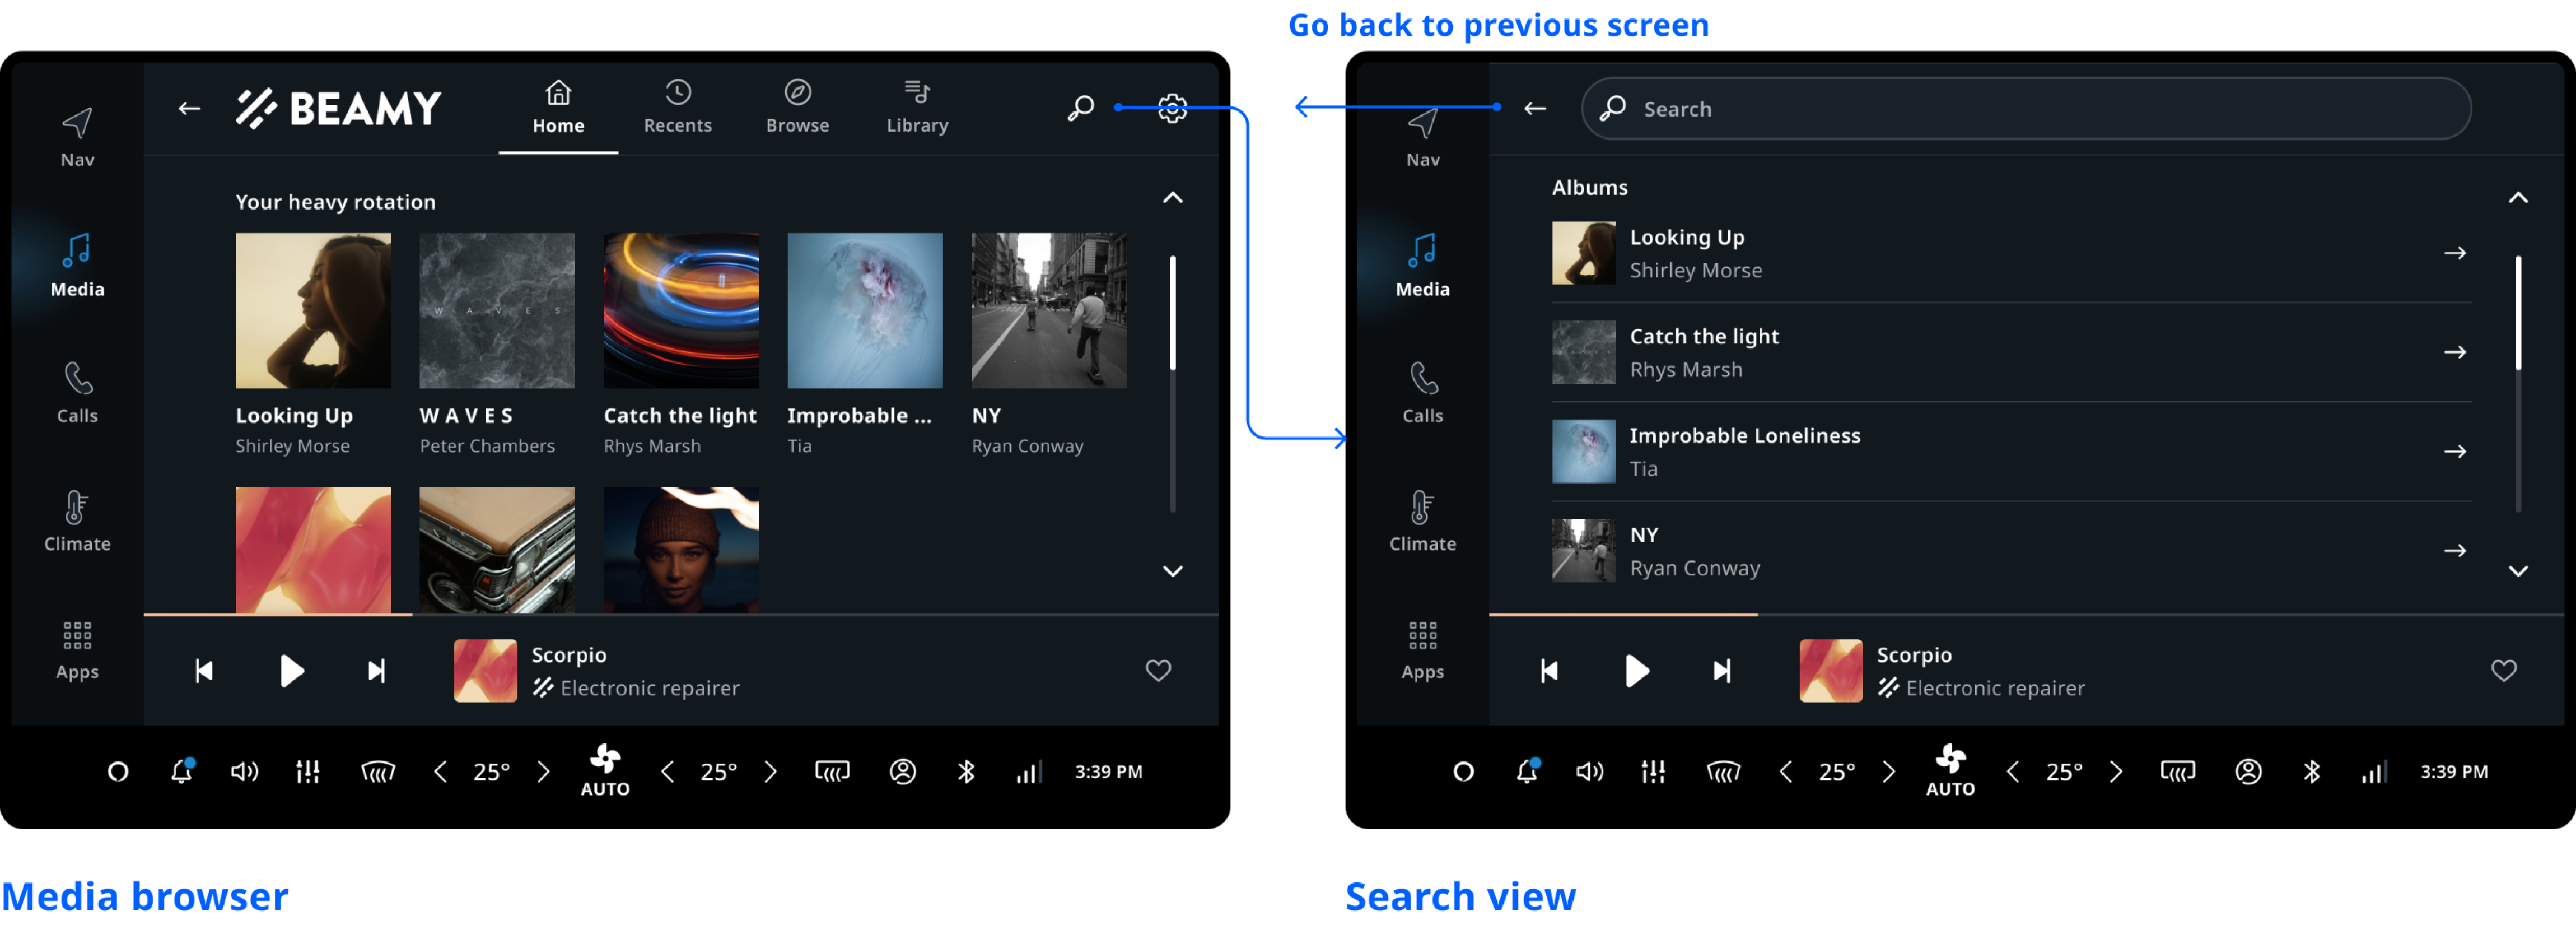 Go back to previous screen
BEAMY
Home
Recents
Browse
Library
Nav
Media
Calls
Climate
Apps
Your heavy rotation
W A V E S
Looking Up
Shirley Morse
W A V E S
Peter Chambers
Catch the light
Rhys Marsh
Improbable ...
Tia
NY
Ryan Conway
Scorpio
Electronic repairer
25°
AUTO
25°
3:39 PM
Media browser
Search
Nav
Media
Calls
Climate
Apps
Albums
Looking Up
Shirley Morse
Catch the light
Rhys Marsh
Improbable Loneliness
Tia
NY
Ryan Conway
Scorpio
Electronic repairer
25°
AUTO
25°
3:39 PM
Search view